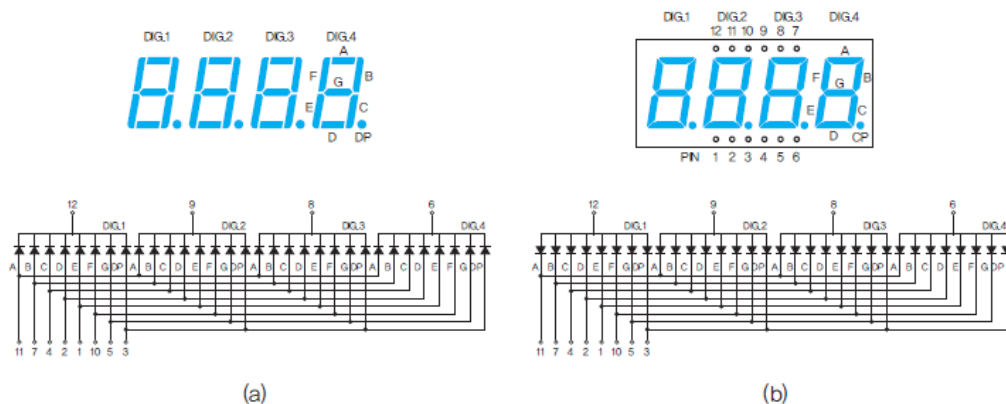 DIG.1 DIG.2 DIG.3 DIG.4
A
F B
G
E C
D DP
12 9 8 6
DIG.1 DIG.2 DIG.3 DIG.4
A B C D E F G DP A B C D E F G DP A B C D E F G DP A B C D E F G DP
11 7 4 2 1 10 5 3
(a)
DIG.1 DIG.2 DIG.3 DIG.4
12 11 10 9 8 7
A
F B
G
E C
D CP
PIN 1 2 3 4 5 6
12 9 8 6
DIG.1 DIG.2 DIG.3 DIG.4
A B C D E F G DP A B C D E F G DP A B C D E F G DP A B C D E F G DP
11 7 4 2 1 10 5 3
(b)